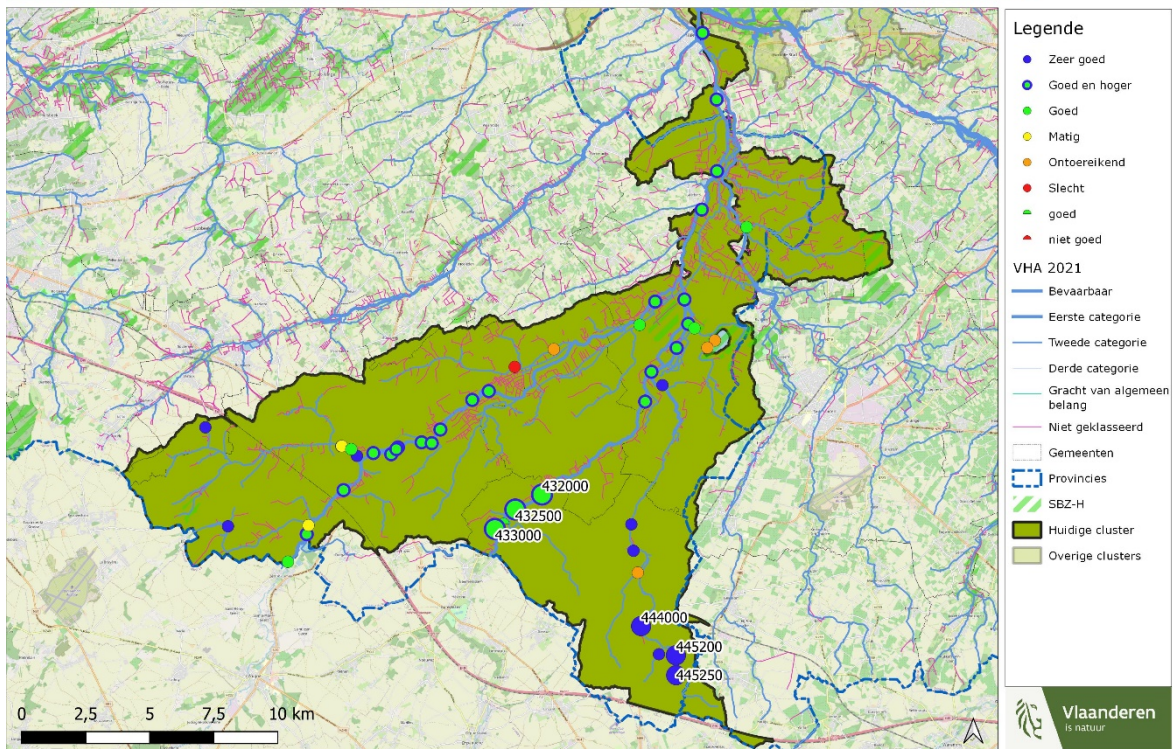 Legende
Zeer goed
Goed en hoger
Goed
Matig
Ontoereikend
Slecht
goed
niet goed
VHA 2021
Bevaarbaar
Eerste categorie
Tweede categorie
Derde categorie
Gracht van algemeen
belang
Niet geklasseerd
Gemeenten
Provincies
SBZ-H
Huidige cluster
Overige clusters
432000
432500
433000
444000
445200
445250
0 2,5 5 7,5 10 km
Vlaanderen
is natuur